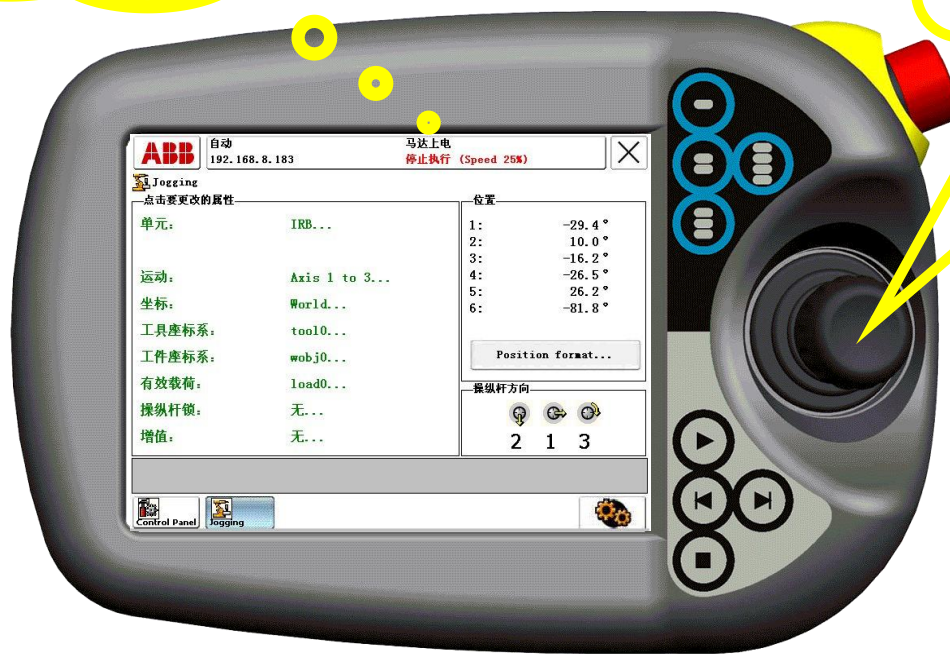 ABB
自动 马达上电
192.168.8.183 停止执行 (Speed 25%)
Jogging
点击要更改的属性
单元: IRB...
运动: Axis 1 to 3...
坐标: World...
工具座标系: tool0...
工件座标系: wobj0...
有效载荷: load0...
操纵杆锁: 无...
增值: 无...
位置
1: -29.4°
2: 10.0°
3: -16.2°
4: -26.5°
5: 26.2°
6: -81.8°
Position format...
操纵杆方向
2 1 3
Control Panel
Jogging